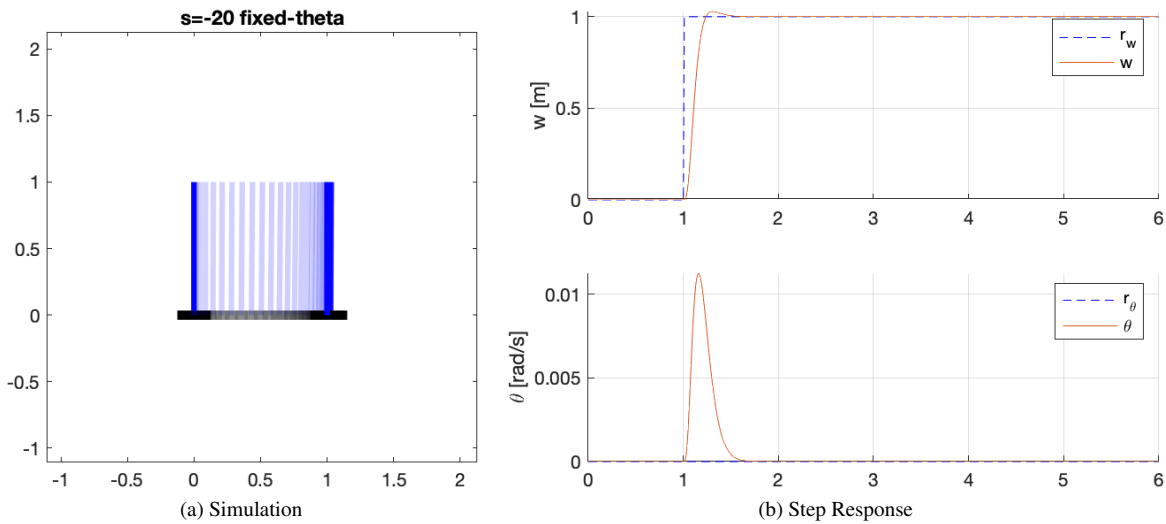 s=-20 fixed-theta
2
1.5
1
0.5
0
-0.5
-1
-1 -0.5 0 0.5 1 1.5 2
(a) Simulation
1
0.5
0
w [m]
r_w
w
0 1 2 3 4 5 6
0.01
0.005
0
θ [rad/s]
r_θ
θ
0 1 2 3 4 5 6
(b) Step Response